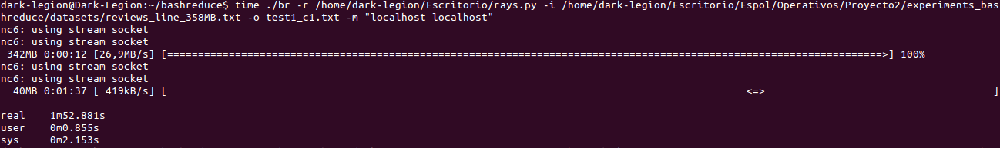 dark-legion@Dark-Legion:~/bashreduce$ time ./br -r /home/dark-legion/Escritorio/rays.py -i /home/dark-legion/Escritorio/Espol/Operativos/Proyecto2/experiments_bas
hreduce/datasets/reviews_line_358MB.txt -o test1_c1.txt -m "localhost localhost"
nc6: using stream socket
nc6: using stream socket
 342MB 0:00:12 [26,9MB/s] [=====================================================================================================================>] 100%
nc6: using stream socket
nc6: using stream socket
  40MB 0:01:37 [ 419kB/s] [                                                                                               <=>                                     ]

real    1m52.881s
user    0m0.855s
sys     0m2.153s